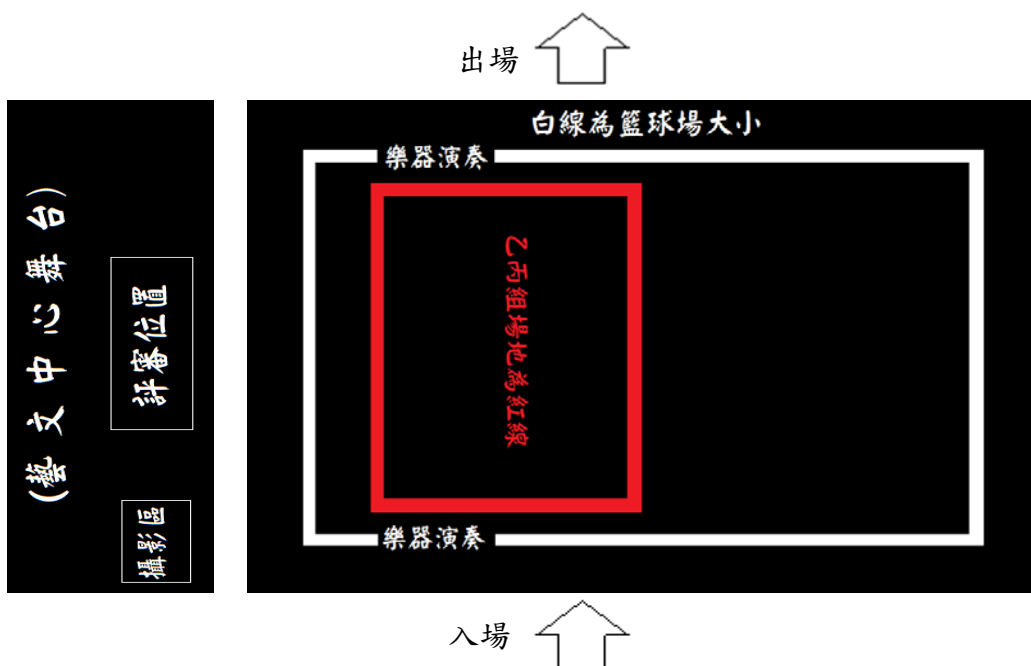 出場
白線為籃球場大小
樂器演奏
(藝文中心舞台)
評審位置
乙丙組場地為紅線
攝影區
樂器演奏
入場